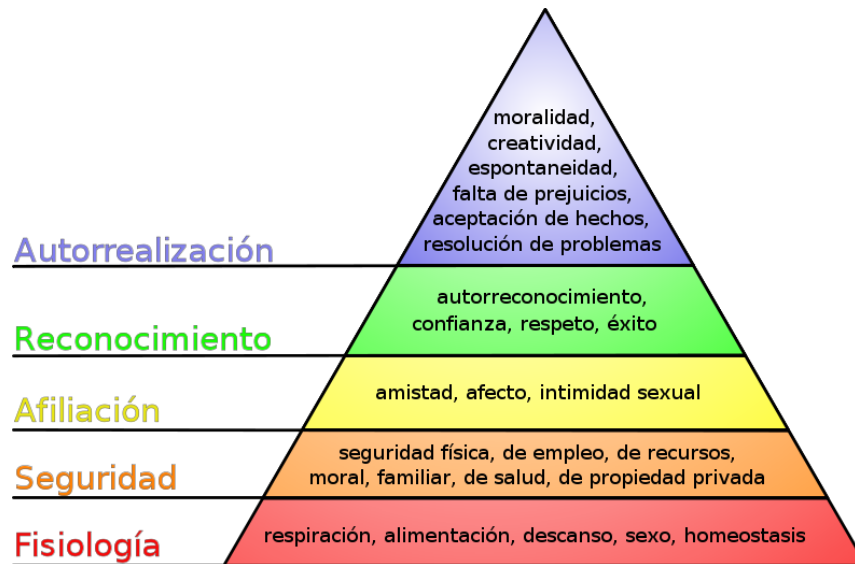 moralidad,
creatividad,
espontaneidad,
falta de prejuicios,
aceptación de hechos,
resolución de problemas
Autorrealización
autorreconocimiento,
confianza, respeto, éxito
Reconocimiento
amistad, afecto, intimidad sexual
Afiliación
seguridad física, de empleo, de recursos,
moral, familiar, de salud, de propiedad privada
Seguridad
respiración, alimentación, descanso, sexo, homeostasis
Fisiología